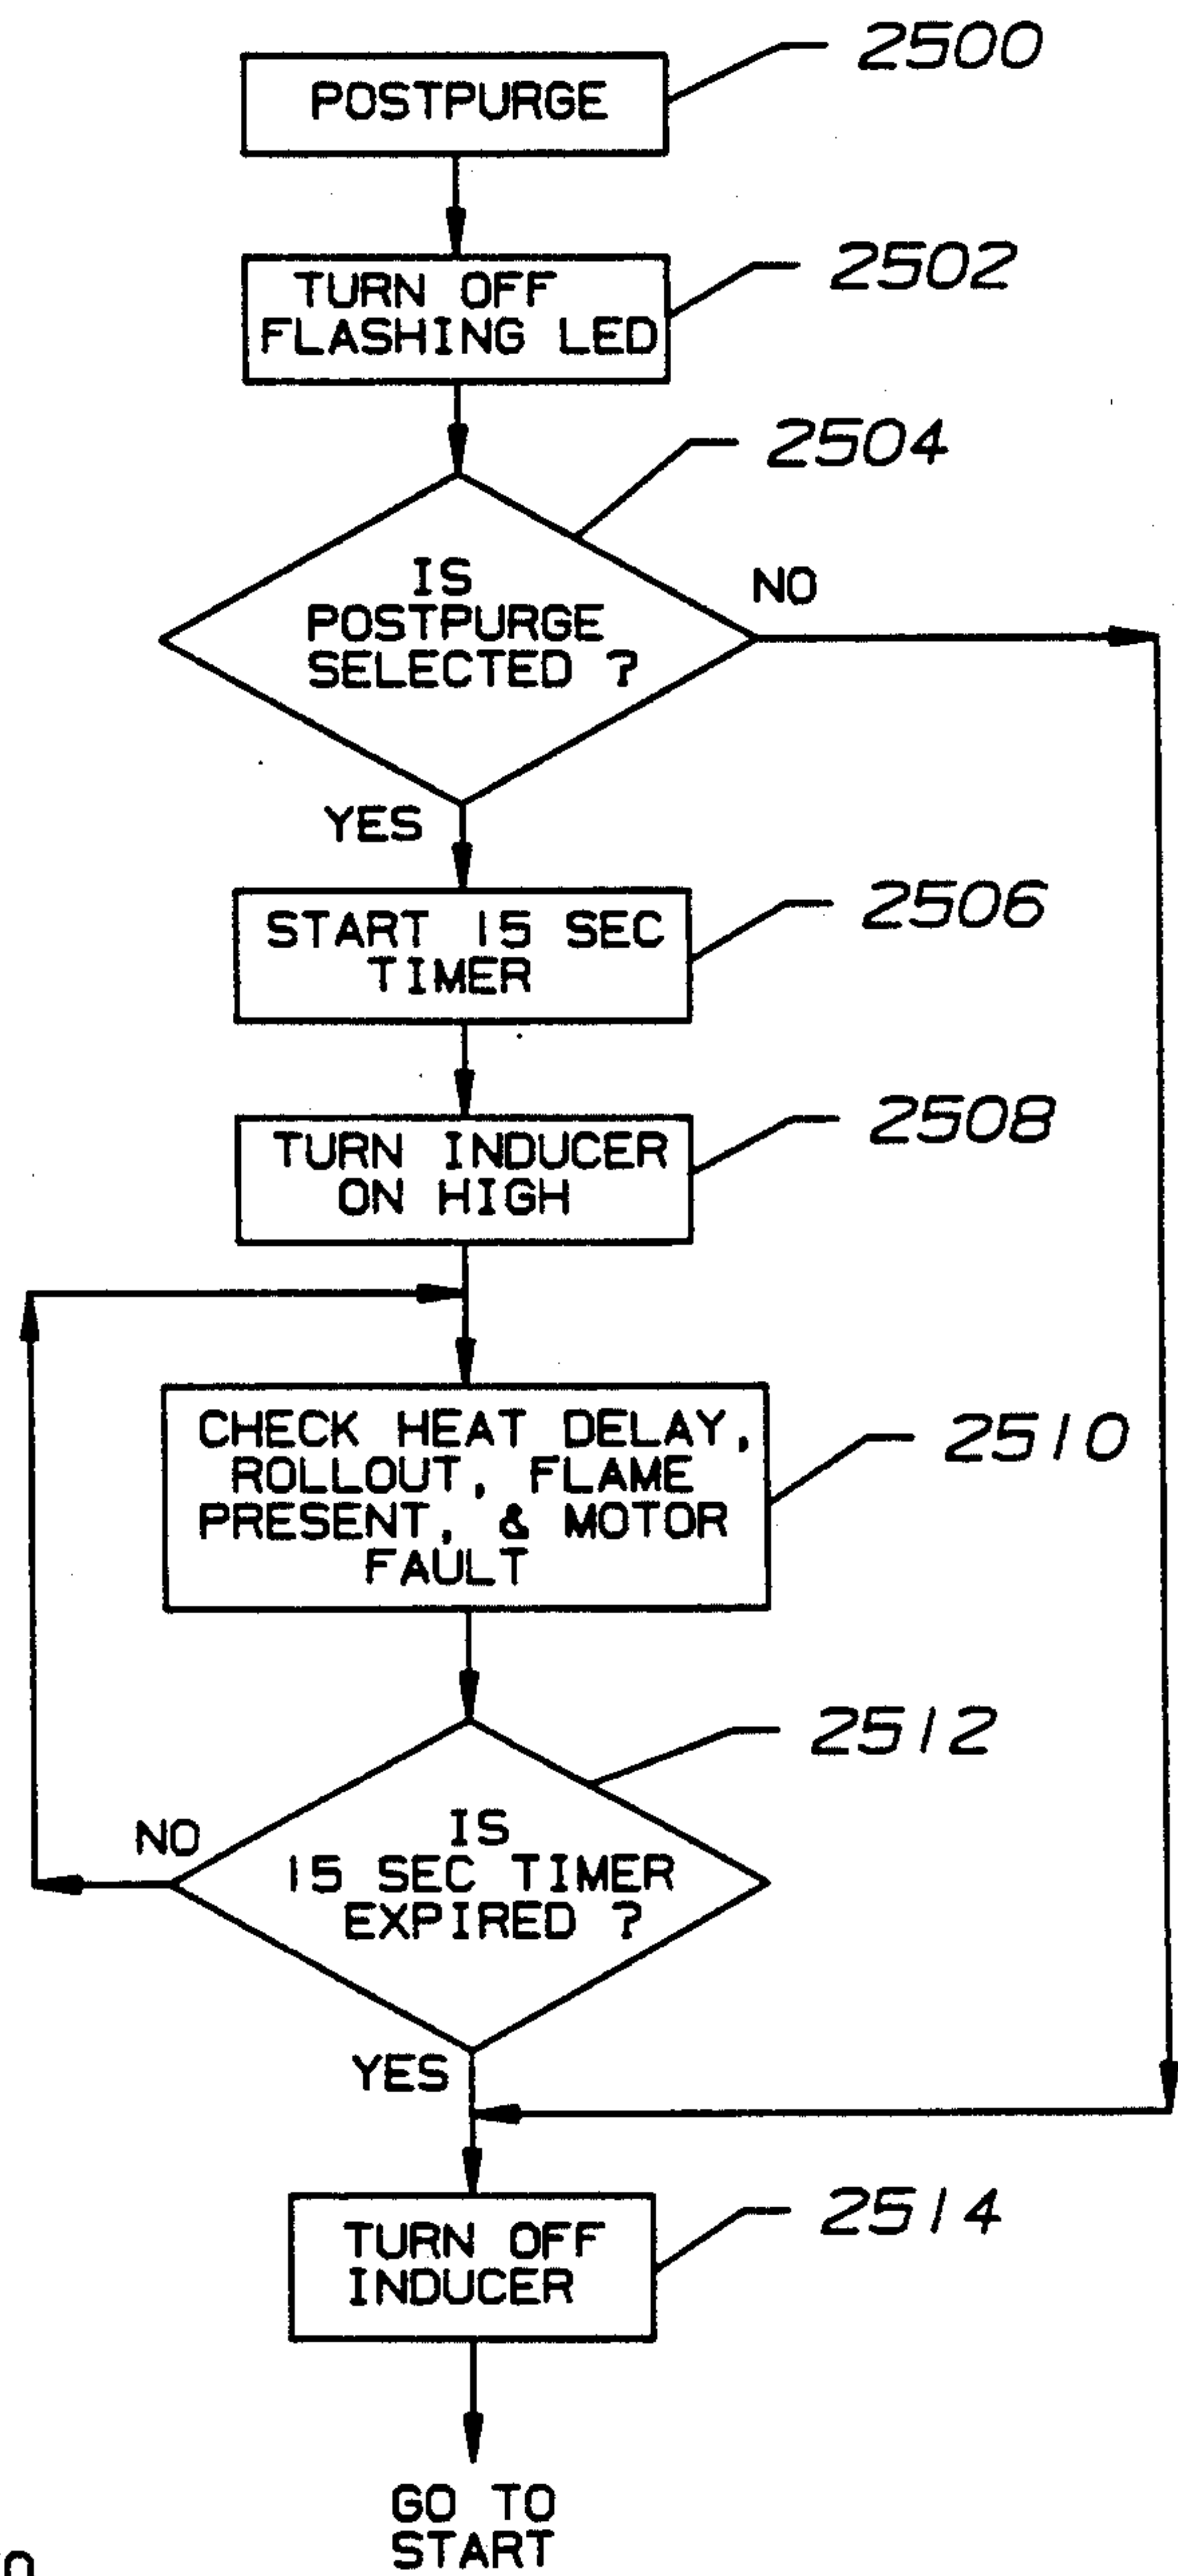 POSTPURGE
2500
TURN OFF
FLASHING LED
2502
2504
IS
POSTPURGE
SELECTED ?
NO
YES
START 15 SEC
TIMER
2506
TURN INDUCER
ON HIGH
2508
CHECK HEAT DELAY,
ROLLOUT, FLAME
PRESENT, & MOTOR
FAULT
2510
2512
IS
15 SEC TIMER
EXPIRED ?
NO
YES
TURN OFF
INDUCER
2514
GO TO
START